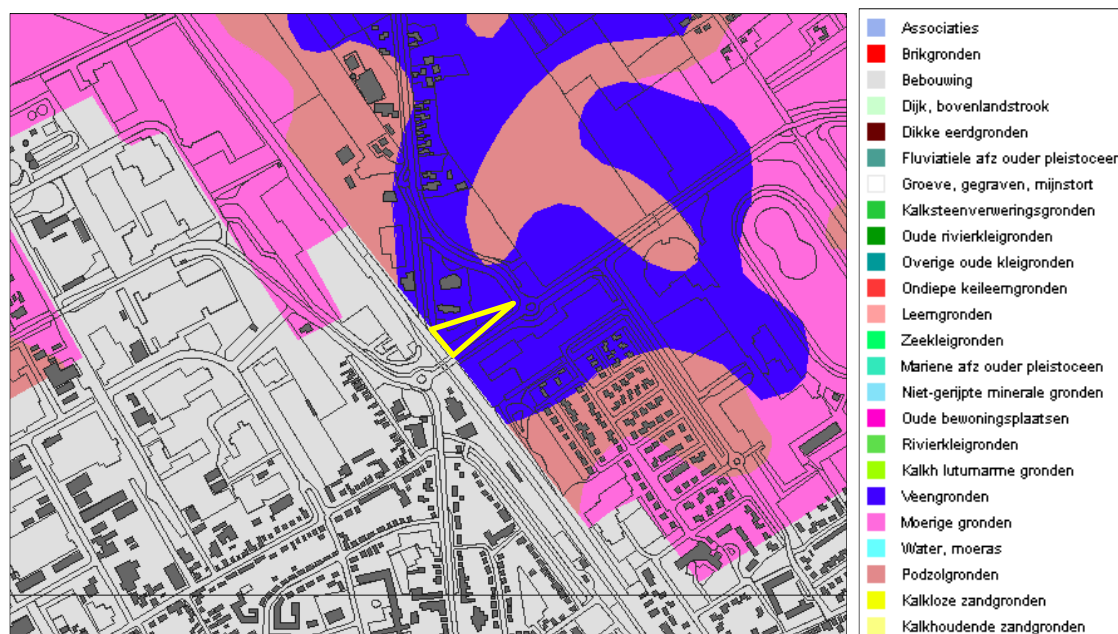 Associaties
Brikgronden
Bebouwing
Dijk, bovenlandstrook
Dikke eerdgronden
Fluviatiele afz ouder pleistoceen
Groeve, gegraven, mijnstort
Kalksteenverweringsgronden
Oude rivierkleigronden
Overige oude kleigronden
Ondiepe keileemgronden
Leemgronden
Zeekleigronden
Mariene afz ouder pleistoceen
Niet-gerijpte minerale gronden
Oude bewoningsplaatsen
Rivierkleigronden
Kalkh lutumarme gronden
Veengronden
Moerige gronden
Water, moeras
Podzolgronden
Kalkloze zandgronden
Kalkhoudende zandgronden